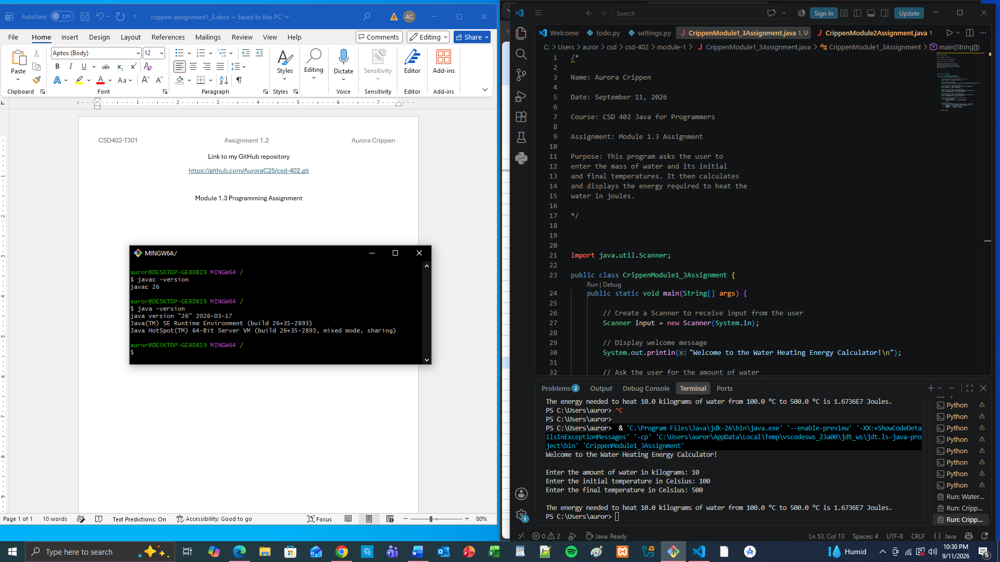 AutoSave Off crippen-assignment1_3.docx • Saved to this PC AC
File Home Insert Design Layout References Mailings Review View Help Comments Editing Share
Paste
Clipboard
Aptos (Body) 12
Font
Paragraph
Styles
Styles
Editing
Dictate
Voice
Sensitivity
Sensitivity
Editor
Editor
Add-ins
Add-ins
CSD402-T301 Assignment 1.2 Aurora Crippen
Link to my GitHub repository
https://github.com/AuroraC25/csd-402.git
Module 1.3 Programming Assignment
MINGW64:/
auror@DESKTOP-GE8D8I9 MINGW64 /
$ javac -version
javac 26
auror@DESKTOP-GE8D8I9 MINGW64 /
$ java -version
java version "26" 2026-03-17
Java(TM) SE Runtime Environment (build 26+35-2893)
Java HotSpot(TM) 64-Bit Server VM (build 26+35-2893, mixed mode, sharing)
auror@DESKTOP-GE8D8I9 MINGW64 /
$
Page 1 of 1 10 words Text Predictions: On Accessibility: Good to go Focus 80%
Search Sign In Update
Welcome todo.py settings.py CrippenModule1_3Assignment.java 1, U CrippenModule2Assignment.java 1
C: > Users > auror > csd > csd-402 > module-1 > CrippenModule1_3Assignment.java > CrippenModule1_3Assignment > main(String[])
1 /*
2
3 Name: Aurora Crippen
4
5 Date: September 11, 2026
6
7 Course: CSD 402 Java for Programmers
8
9 Assignment: Module 1.3 Assignment
10
11 Purpose: This program asks the user to
12 enter the mass of water and its initial
13 and final temperatures. It then calculates
14 and displays the energy required to heat the
15 water in joules.
16
17 */
18
19
20
21 import java.util.Scanner;
22
23 public class CrippenModule1_3Assignment {
Run | Debug
24 public static void main(String[] args) {
25
26 // Create a Scanner to receive input from the user
27 Scanner input = new Scanner(System.in);
28
29 // Display welcome message
30 System.out.println(x: "Welcome to the Water Heating Energy Calculator!\n");
31
32 // Ask the user for the amount of water
Problems 2 Output Debug Console Terminal Ports
The energy needed to heat 10.0 kilograms of water from 100.0 ºC to 500.0 ºC is 1.6736E7 Joules.
PS C:\Users\auror> ^C
PS C:\Users\auror>
PS C:\Users\auror> & 'C:\Program Files\Java\jdk-26\bin\java.exe' '--enable-preview' '-XX:+ShowCodeDeta
ilsInExceptionMessages' '-cp' 'C:\Users\auror\AppData\Local\Temp\vscodesws_23a00\jdt_ws\jdt.ls-java-pro
ject\bin' 'CrippenModule1_3Assignment'
Welcome to the Water Heating Energy Calculator!
Enter the amount of water in kilograms: 10
Enter the initial temperature in Celsius: 100
Enter the final temperature in Celsius: 500
The energy needed to heat 10.0 kilograms of water from 100.0 ºC to 500.0 ºC is 1.6736E7 Joules.
PS C:\Users\auror>
Python
Python
Python
Python
Python
Python
Python
Python
Run: Water...
Run: Cripp...
Run: Cripp...
0 2 Java: Ready Ln 53, Col 13 Spaces: 4 UTF-8 CRLF {} Java
Type here to search Humid 10:30 PM
9/11/2026 6